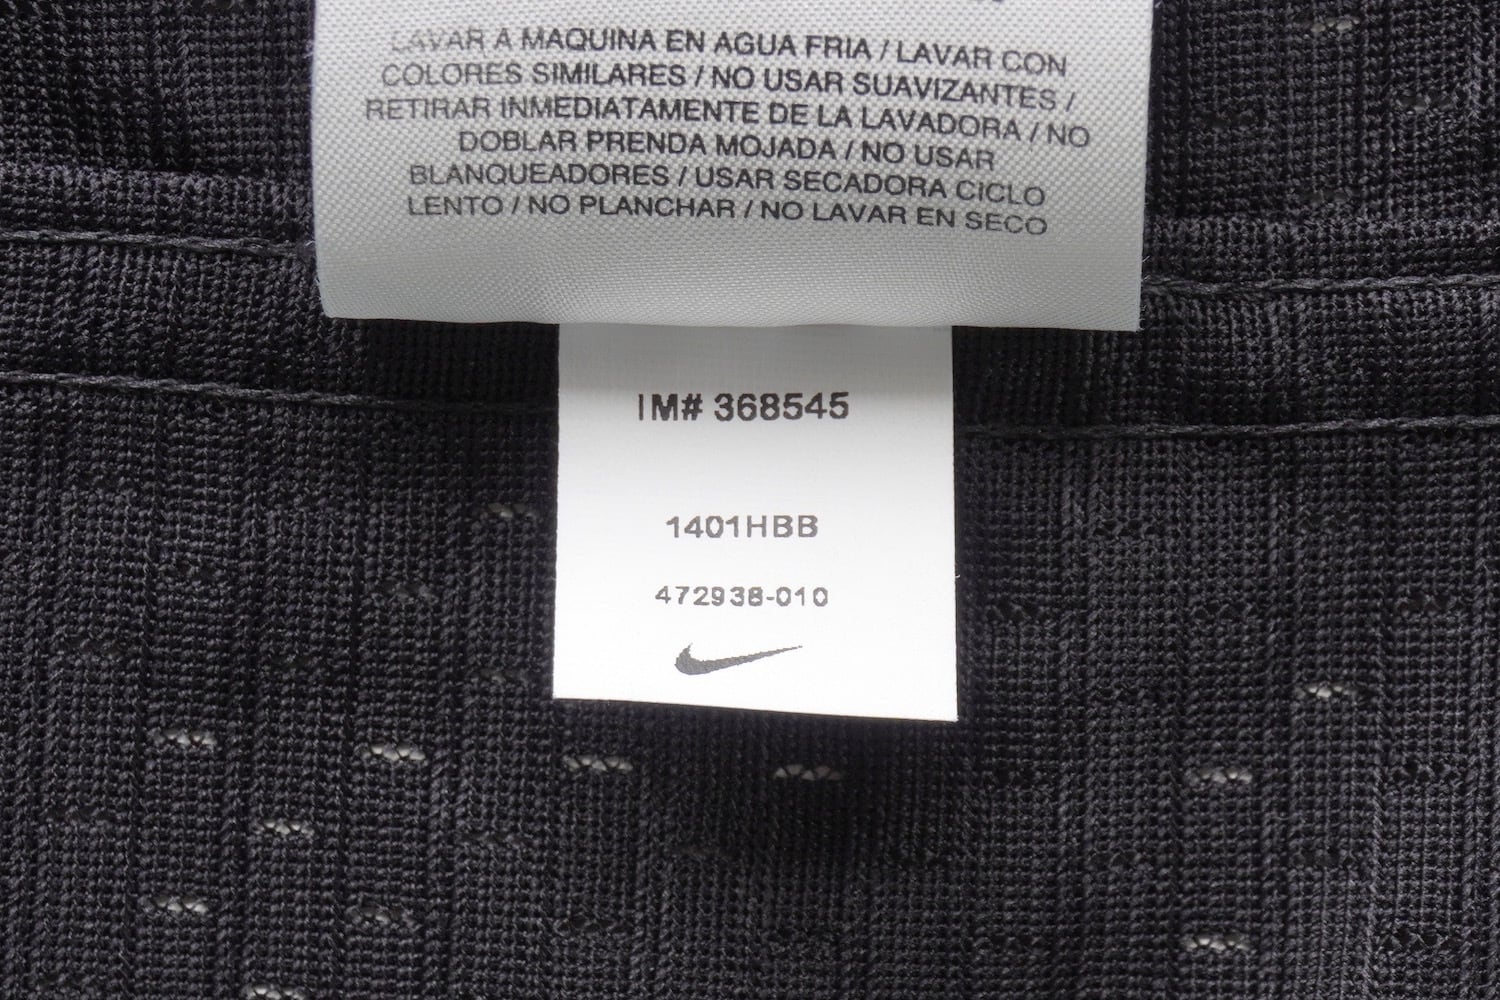 LAVAR A MAQUINA EN AGUA FRIA / LAVAR CON
COLORES SIMILARES / NO USAR SUAVIZANTES /
RETIRAR INMEDIATAMENTE DE LA LAVADORA / NO
DOBLAR PRENDA MOJADA / NO USAR
BLANQUEADORES / USAR SECADORA CICLO
LENTO / NO PLANCHAR / NO LAVAR EN SECO
IM# 368545
1401HBB
472938-010